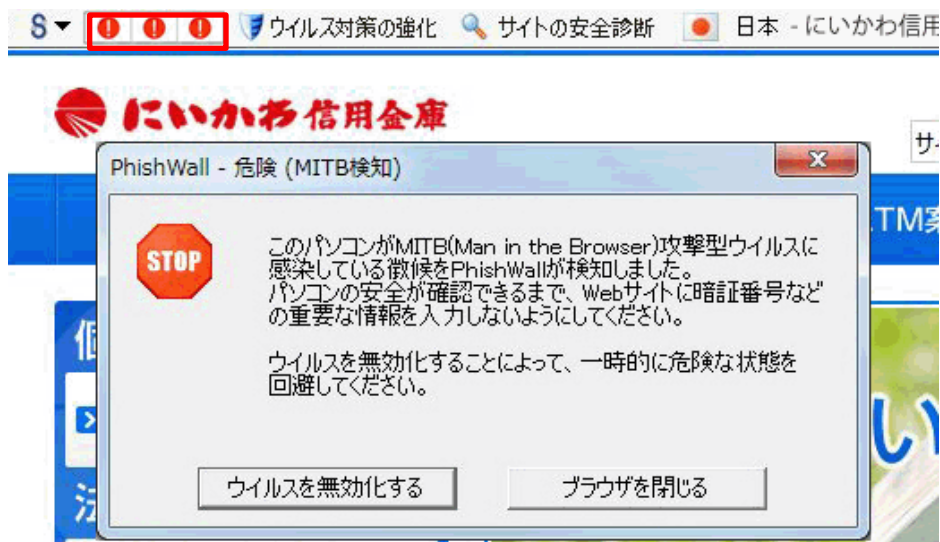 S
ウイルス対策の強化
サイトの安全診断
日本 - にいかわ信用
にいかわ信用金庫
サイ
PhishWall - 危険 (MITB検知)
TM案
STOP
このパソコンがMITB(Man in the Browser)攻撃型ウイルスに
感染している徴候をPhishWallが検知しました。
パソコンの安全が確認できるまで、Webサイトに暗証番号など
の重要な情報を入力しないようにしてください。
個
ウイルスを無効化することによって、一時的に危険な状態を
回避してください。
い
ウイルスを無効化する
ブラウザを閉じる
法